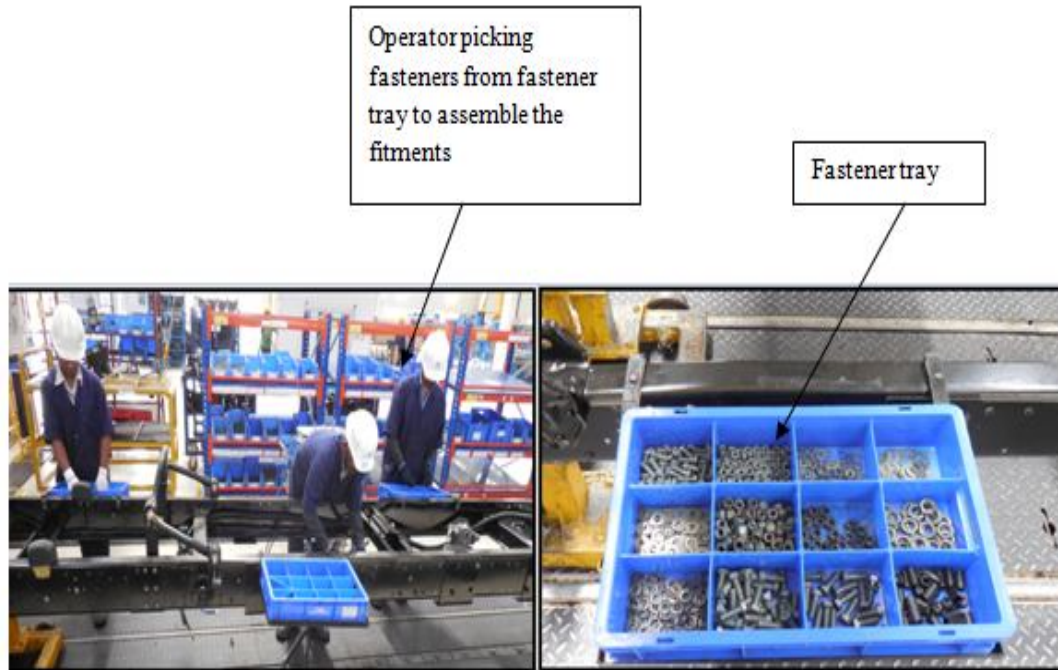 Operator picking
fasteners from fastener
tray to assemble the
fitments
Fastener tray